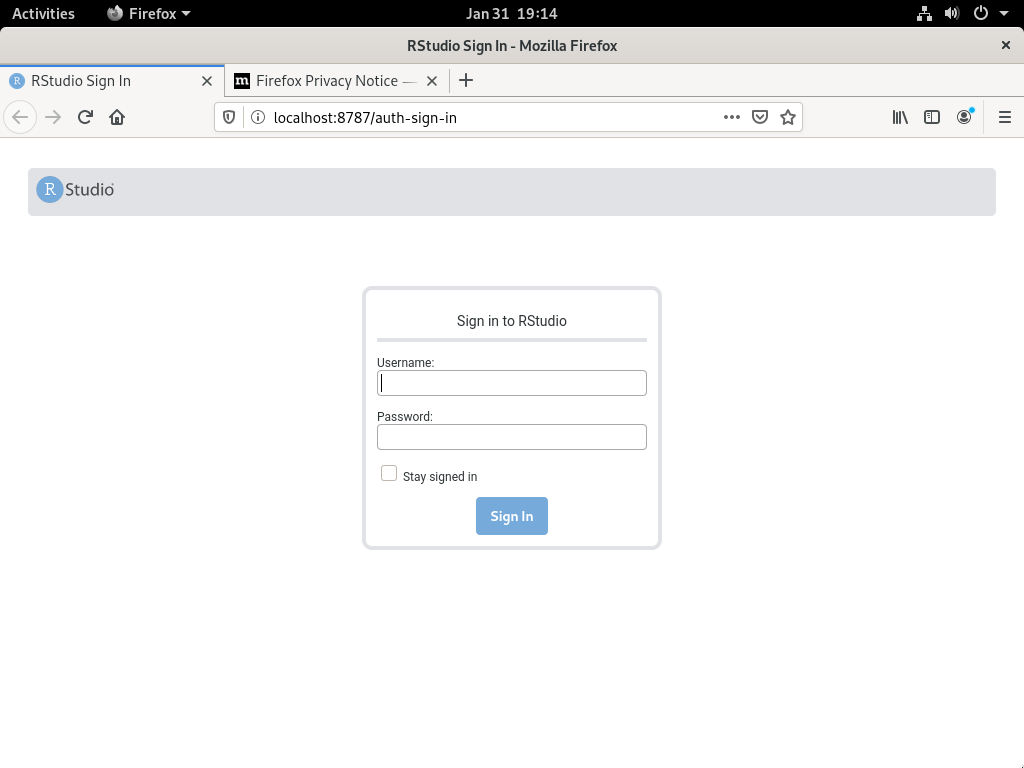 Activities Firefox Jan 31 19:14
RStudio Sign In - Mozilla Firefox
R RStudio Sign In m Firefox Privacy Notice —
localhost:8787/auth-sign-in
R Studio
Sign in to RStudio
Username:
Password:
Stay signed in
Sign In